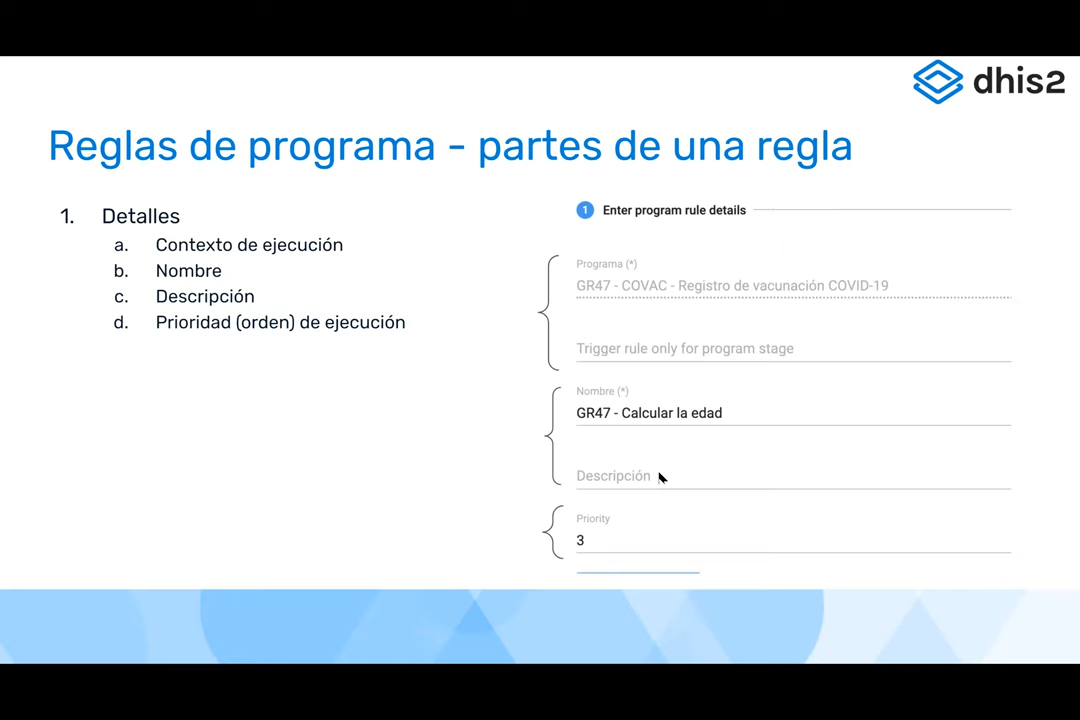 dhis2
Reglas de programa - partes de una regla
1. Detalles
a. Contexto de ejecución
b. Nombre
c. Descripción
d. Prioridad (orden) de ejecución
1 Enter program rule details
Programa (*)
GR47 - COVAC - Registro de vacunación COVID-19
Trigger rule only for program stage
Nombre (*)
GR47 - Calcular la edad
Descripción
Priority
3